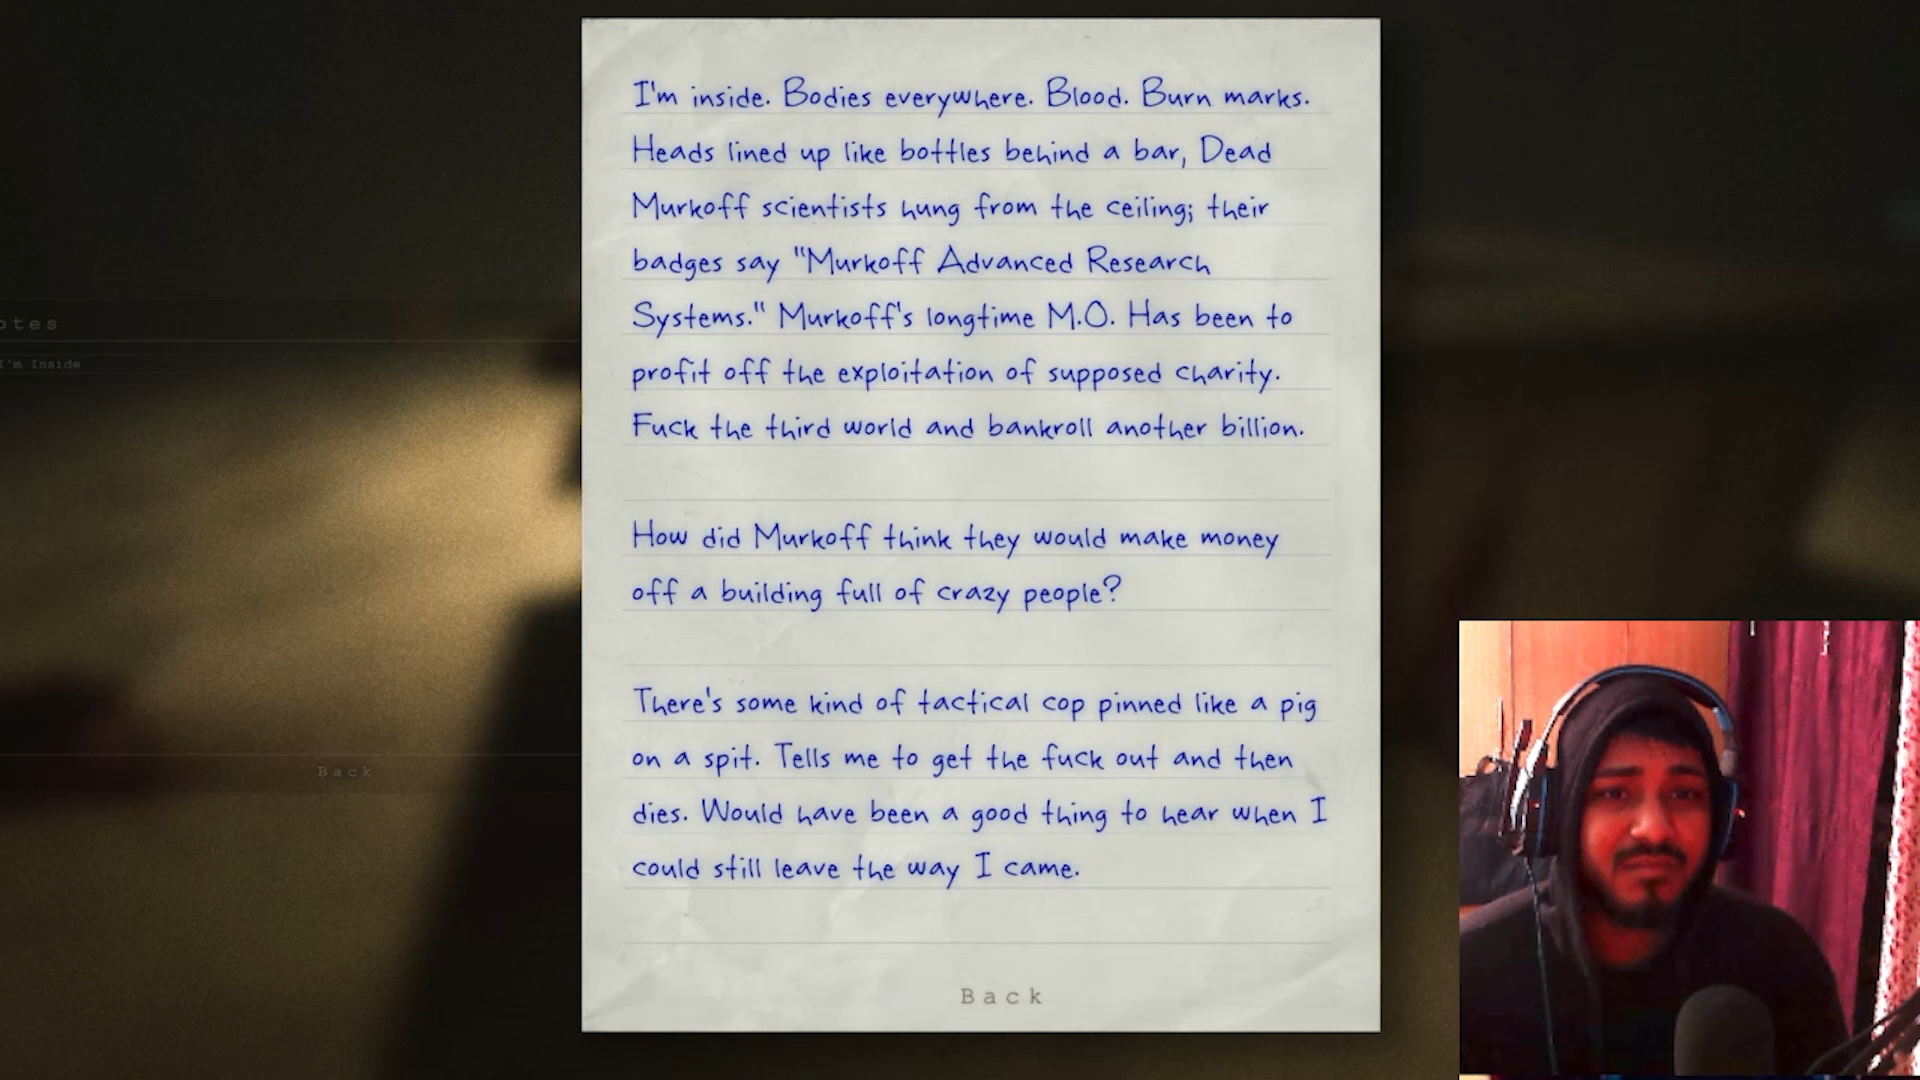 I'm inside. Bodies everywhere. Blood. Burn marks.
Heads lined up like bottles behind a bar, Dead
Murkoff scientists hung from the ceiling; their
badges say "Murkoff Advanced Research
Systems." Murkoff's longtime M.O. Has been to
profit off the exploitation of supposed charity.
Fuck the third world and bankroll another billion.
How did Murkoff think they would make money
off a building full of crazy people?
There's some kind of tactical cop pinned like a pig
on a spit. Tells me to get the fuck out and then
dies. Would have been a good thing to hear when I
could still leave the way I came.
Back
otes
I'm Inside
Back